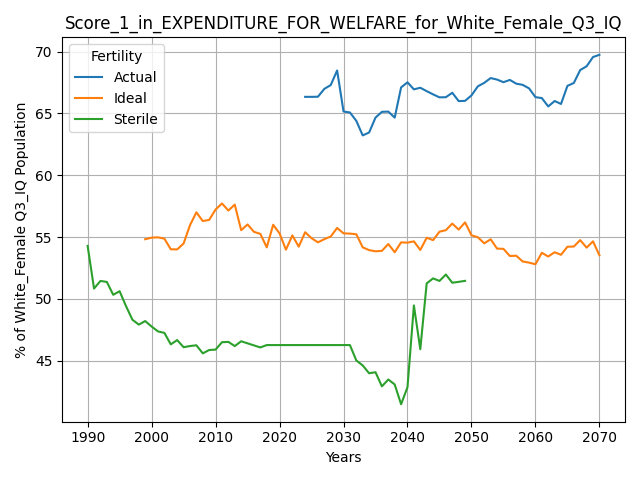 Score_1_in_EXPENDITURE_FOR_WELFARE_for_White_Female_Q3_IQ
Fertility
Actual
Ideal
Sterile
% of White_Female Q3_IQ Population
70
65
60
55
50
45
1990 2000 2010 2020 2030 2040 2050 2060 2070
Years